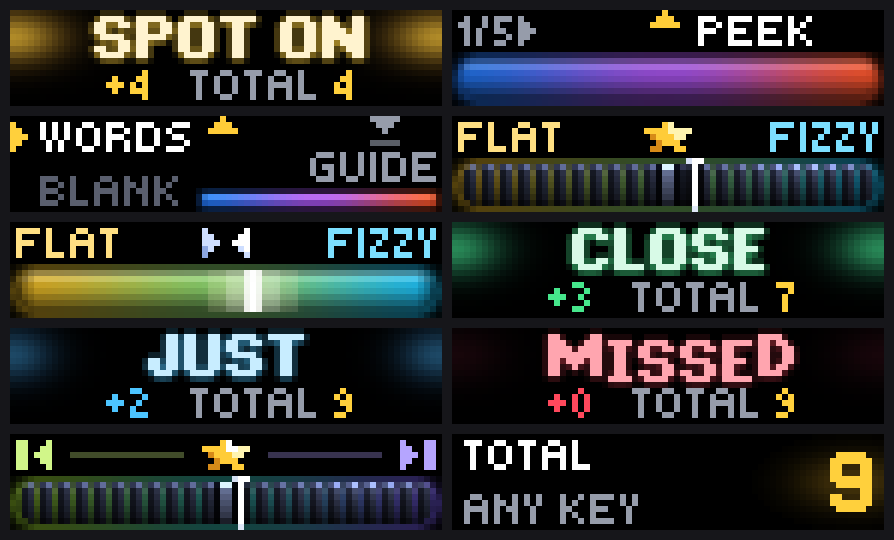 SPOT ON
+4 TOTAL 4
1/5 PEEK
WORDS
GUIDE
BLANK
FLAT FIZZY
FLAT FIZZY
CLOSE
+3 TOTAL 7
JUST
+2 TOTAL 9
MISSED
+0 TOTAL 9
TOTAL
9
ANY KEY